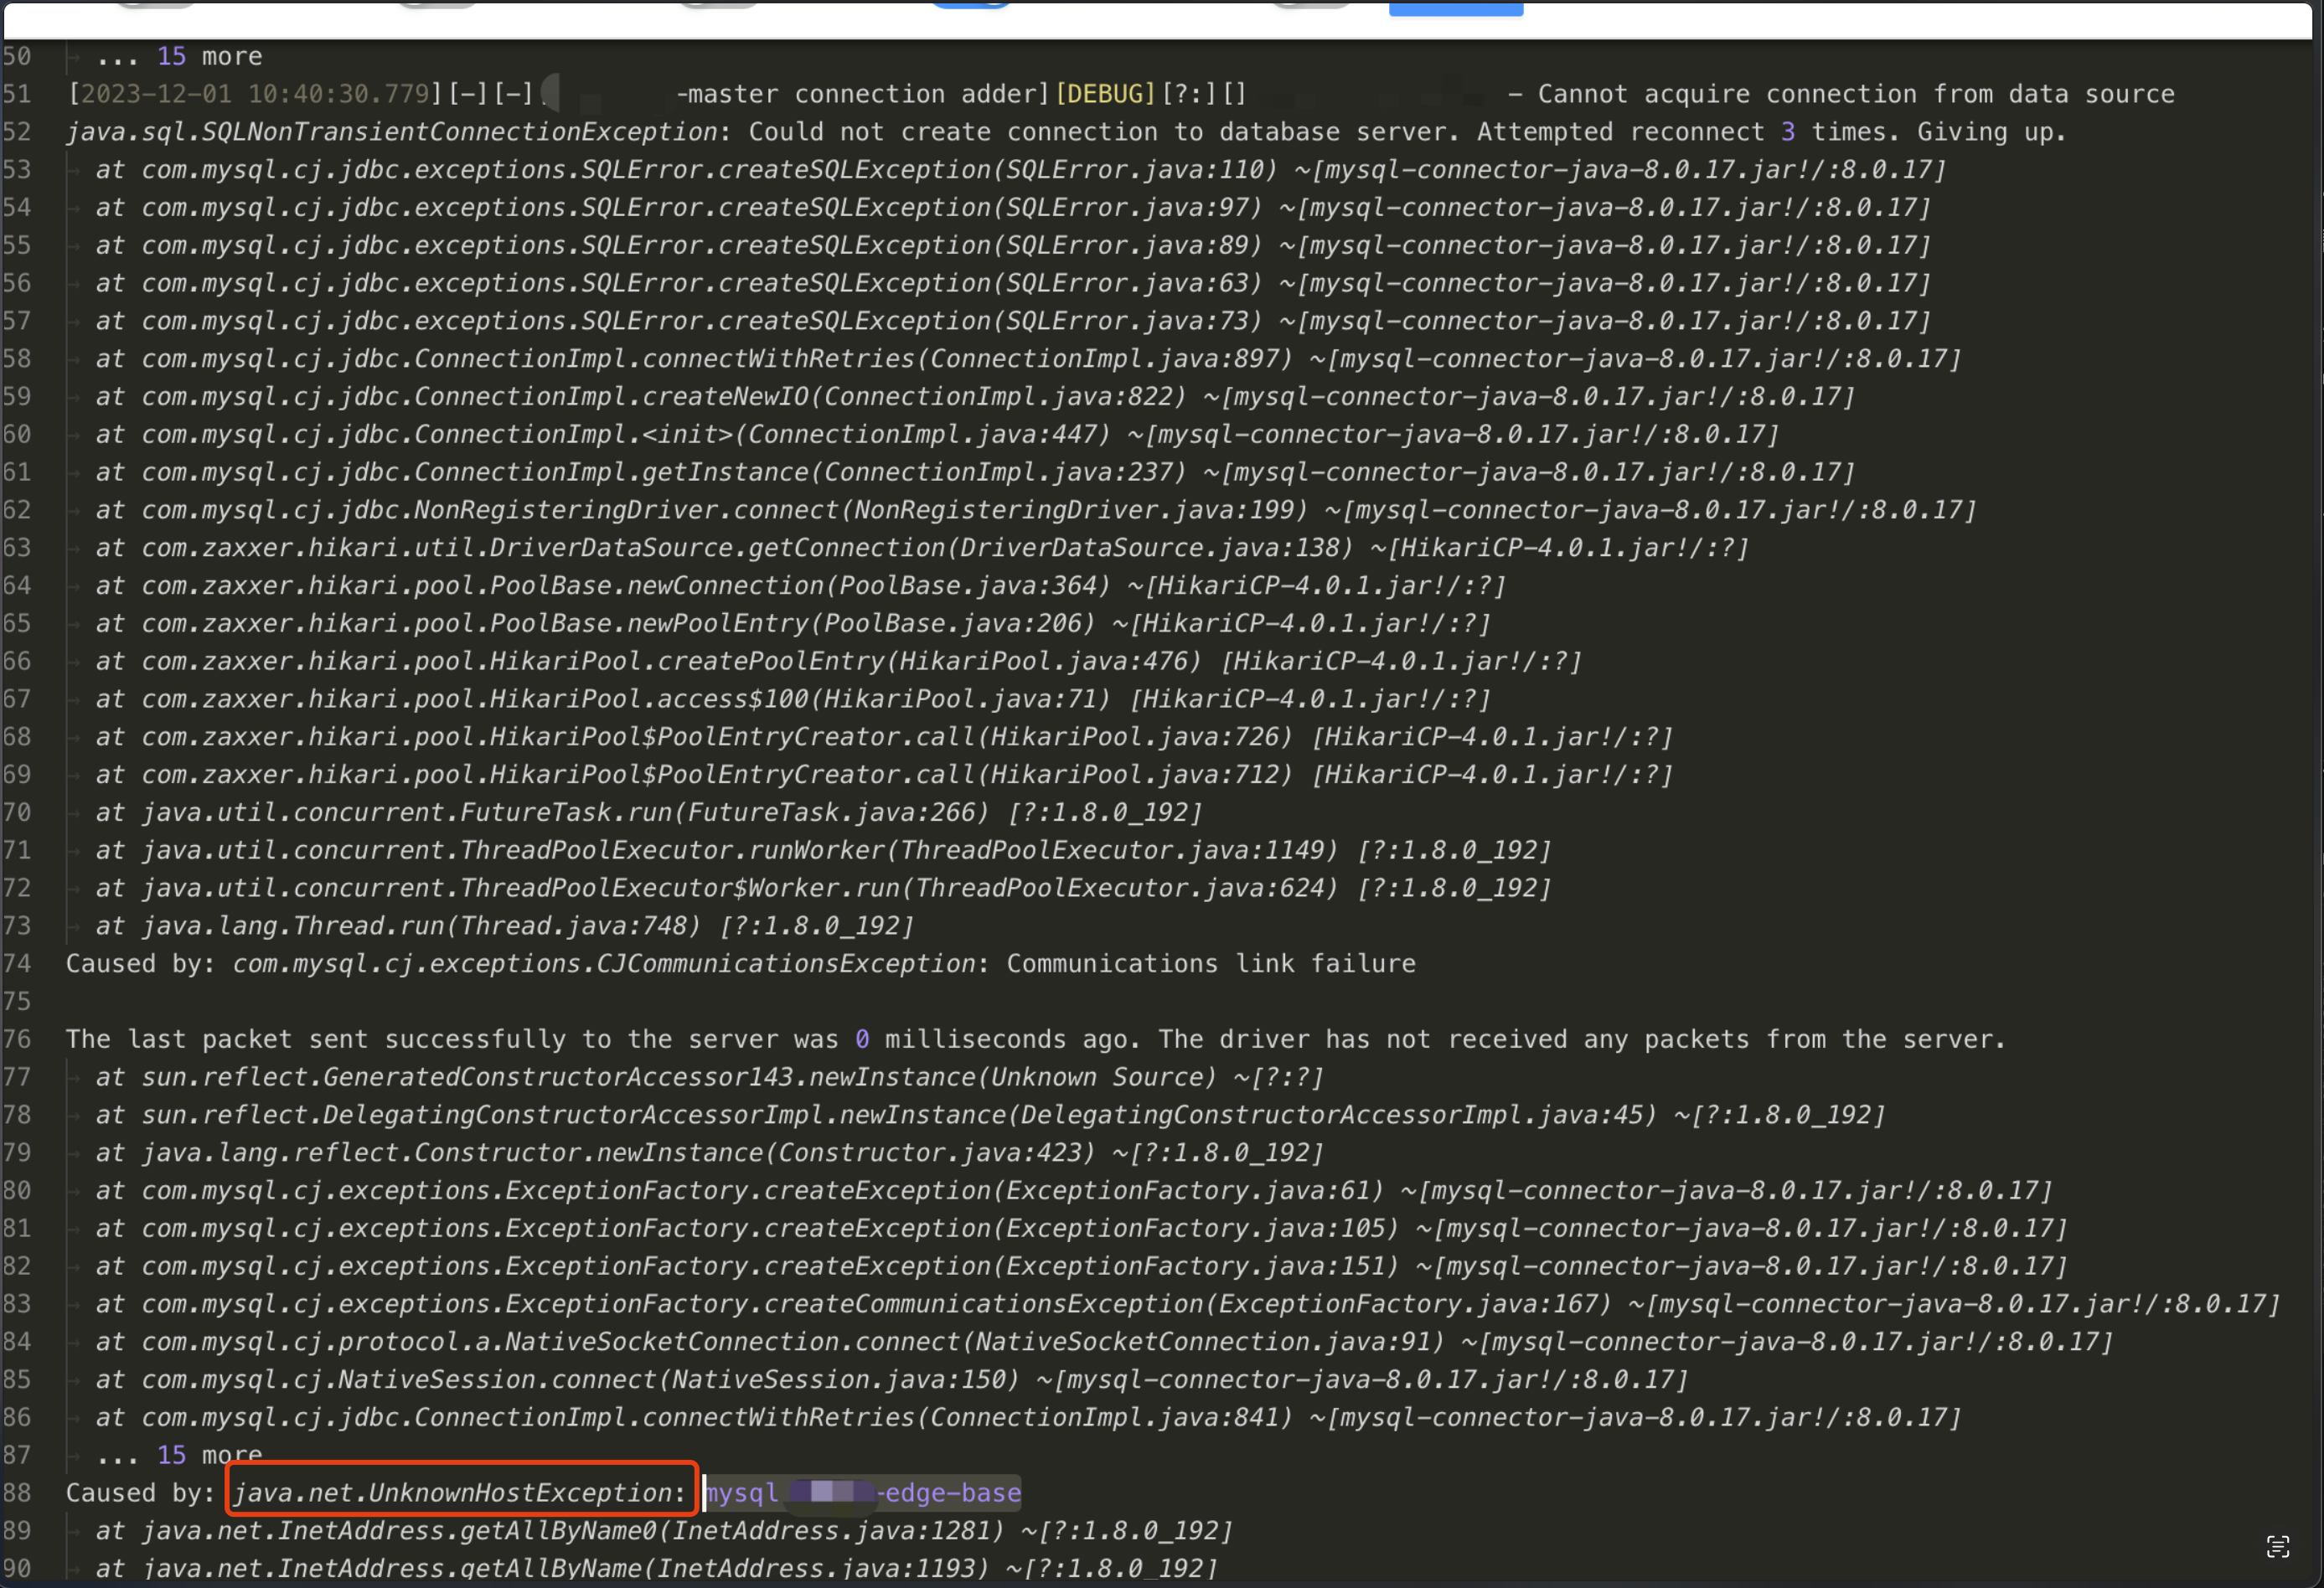 50 ... 15 more
51 [2023-12-01 10:40:30.779][-][-] -master connection adder][DEBUG][?:][] - Cannot acquire connection from data source
52 java.sql.SQLNonTransientConnectionException: Could not create connection to database server. Attempted reconnect 3 times. Giving up.
53 at com.mysql.cj.jdbc.exceptions.SQLError.createSQLException(SQLError.java:110) ~[mysql-connector-java-8.0.17.jar!/:8.0.17]
54 at com.mysql.cj.jdbc.exceptions.SQLError.createSQLException(SQLError.java:97) ~[mysql-connector-java-8.0.17.jar!/:8.0.17]
55 at com.mysql.cj.jdbc.exceptions.SQLError.createSQLException(SQLError.java:89) ~[mysql-connector-java-8.0.17.jar!/:8.0.17]
56 at com.mysql.cj.jdbc.exceptions.SQLError.createSQLException(SQLError.java:63) ~[mysql-connector-java-8.0.17.jar!/:8.0.17]
57 at com.mysql.cj.jdbc.exceptions.SQLError.createSQLException(SQLError.java:73) ~[mysql-connector-java-8.0.17.jar!/:8.0.17]
58 at com.mysql.cj.jdbc.ConnectionImpl.connectWithRetries(ConnectionImpl.java:897) ~[mysql-connector-java-8.0.17.jar!/:8.0.17]
59 at com.mysql.cj.jdbc.ConnectionImpl.createNewIO(ConnectionImpl.java:822) ~[mysql-connector-java-8.0.17.jar!/:8.0.17]
60 at com.mysql.cj.jdbc.ConnectionImpl.<init>(ConnectionImpl.java:447) ~[mysql-connector-java-8.0.17.jar!/:8.0.17]
61 at com.mysql.cj.jdbc.ConnectionImpl.getInstance(ConnectionImpl.java:237) ~[mysql-connector-java-8.0.17.jar!/:8.0.17]
62 at com.mysql.cj.jdbc.NonRegisteringDriver.connect(NonRegisteringDriver.java:199) ~[mysql-connector-java-8.0.17.jar!/:8.0.17]
63 at com.zaxxer.hikari.util.DriverDataSource.getConnection(DriverDataSource.java:138) ~[HikariCP-4.0.1.jar!/:?]
64 at com.zaxxer.hikari.pool.PoolBase.newConnection(PoolBase.java:364) ~[HikariCP-4.0.1.jar!/:?]
65 at com.zaxxer.hikari.pool.PoolBase.newPoolEntry(PoolBase.java:206) ~[HikariCP-4.0.1.jar!/:?]
66 at com.zaxxer.hikari.pool.HikariPool.createPoolEntry(HikariPool.java:476) [HikariCP-4.0.1.jar!/:?]
67 at com.zaxxer.hikari.pool.HikariPool.access$100(HikariPool.java:71) [HikariCP-4.0.1.jar!/:?]
68 at com.zaxxer.hikari.pool.HikariPool$PoolEntryCreator.call(HikariPool.java:726) [HikariCP-4.0.1.jar!/:?]
69 at com.zaxxer.hikari.pool.HikariPool$PoolEntryCreator.call(HikariPool.java:712) [HikariCP-4.0.1.jar!/:?]
70 at java.util.concurrent.FutureTask.run(FutureTask.java:266) [?:1.8.0_192]
71 at java.util.concurrent.ThreadPoolExecutor.runWorker(ThreadPoolExecutor.java:1149) [?:1.8.0_192]
72 at java.util.concurrent.ThreadPoolExecutor$Worker.run(ThreadPoolExecutor.java:624) [?:1.8.0_192]
73 at java.lang.Thread.run(Thread.java:748) [?:1.8.0_192]
74 Caused by: com.mysql.cj.exceptions.CJCommunicationsException: Communications link failure
75
76 The last packet sent successfully to the server was 0 milliseconds ago. The driver has not received any packets from the server.
77 at sun.reflect.GeneratedConstructorAccessor143.newInstance(Unknown Source) ~[?:?]
78 at sun.reflect.DelegatingConstructorAccessorImpl.newInstance(DelegatingConstructorAccessorImpl.java:45) ~[?:1.8.0_192]
79 at java.lang.reflect.Constructor.newInstance(Constructor.java:423) ~[?:1.8.0_192]
80 at com.mysql.cj.exceptions.ExceptionFactory.createException(ExceptionFactory.java:61) ~[mysql-connector-java-8.0.17.jar!/:8.0.17]
81 at com.mysql.cj.exceptions.ExceptionFactory.createException(ExceptionFactory.java:105) ~[mysql-connector-java-8.0.17.jar!/:8.0.17]
82 at com.mysql.cj.exceptions.ExceptionFactory.createException(ExceptionFactory.java:151) ~[mysql-connector-java-8.0.17.jar!/:8.0.17]
83 at com.mysql.cj.exceptions.ExceptionFactory.createCommunicationsException(ExceptionFactory.java:167) ~[mysql-connector-java-8.0.17.jar!/:8.0.17]
84 at com.mysql.cj.protocol.a.NativeSocketConnection.connect(NativeSocketConnection.java:91) ~[mysql-connector-java-8.0.17.jar!/:8.0.17]
85 at com.mysql.cj.NativeSession.connect(NativeSession.java:150) ~[mysql-connector-java-8.0.17.jar!/:8.0.17]
86 at com.mysql.cj.jdbc.ConnectionImpl.connectWithRetries(ConnectionImpl.java:841) ~[mysql-connector-java-8.0.17.jar!/:8.0.17]
87 ... 15 more
88 Caused by: java.net.UnknownHostException: mysql -edge-base
89 at java.net.InetAddress.getAllByName0(InetAddress.java:1281) ~[?:1.8.0_192]
90 at java.net.InetAddress.getAllByName(InetAddress.java:1193) ~[?:1.8.0_192]